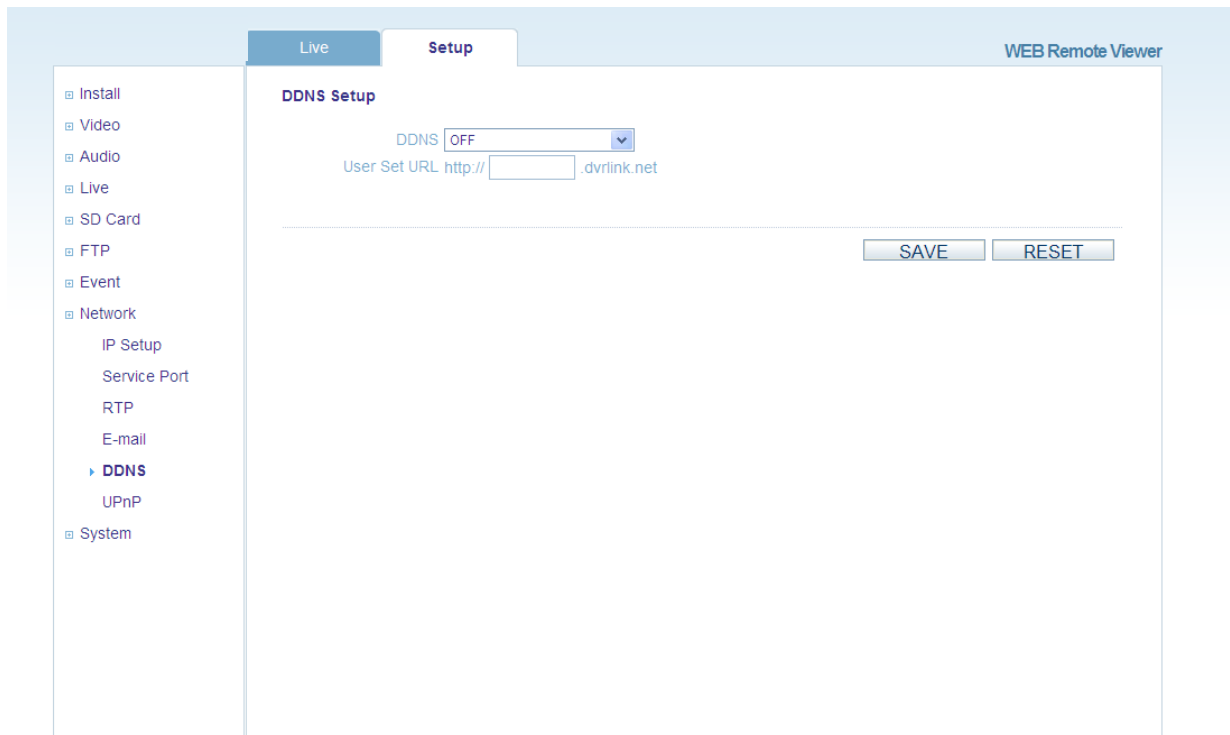 Live
Setup
WEB Remote Viewer
Install
Video
Audio
Live
SD Card
FTP
Event
Network
IP Setup
Service Port
RTP
E-mail
DDNS
UPnP
System
DDNS Setup
DDNS OFF
User Set URL http:// .dvrlink.net
SAVE RESET